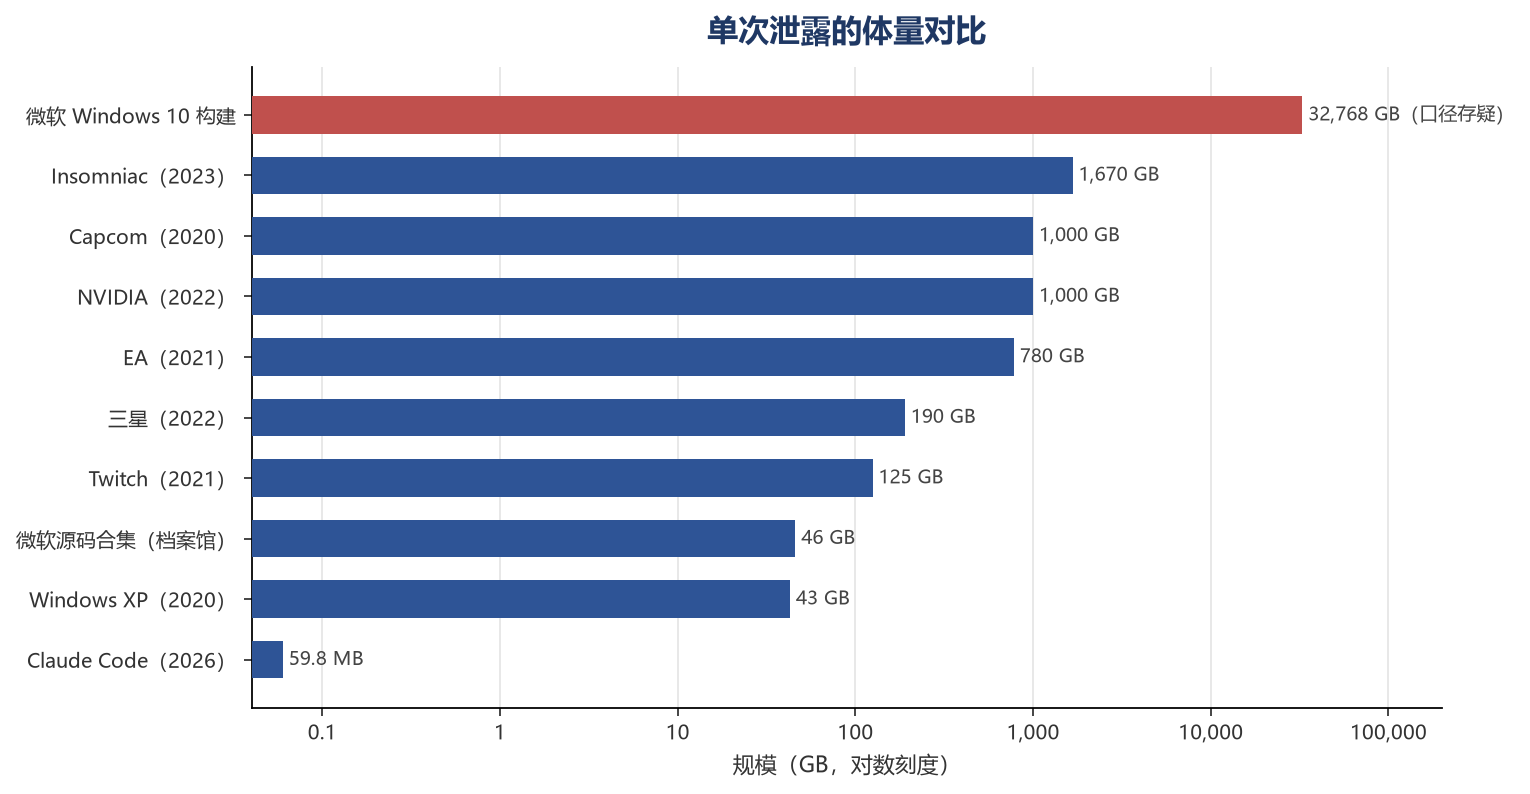 单次泄露的体量对比
微软 Windows 10 构建
32,768 GB（口径存疑）
Insomniac（2023）
1,670 GB
Capcom（2020）
1,000 GB
NVIDIA（2022）
1,000 GB
EA（2021）
780 GB
三星（2022）
190 GB
Twitch（2021）
125 GB
微软源码合集（档案馆）
46 GB
Windows XP（2020）
43 GB
Claude Code（2026）
59.8 MB
0.1
1
10
100
1,000
10,000
100,000
规模（GB，对数刻度）